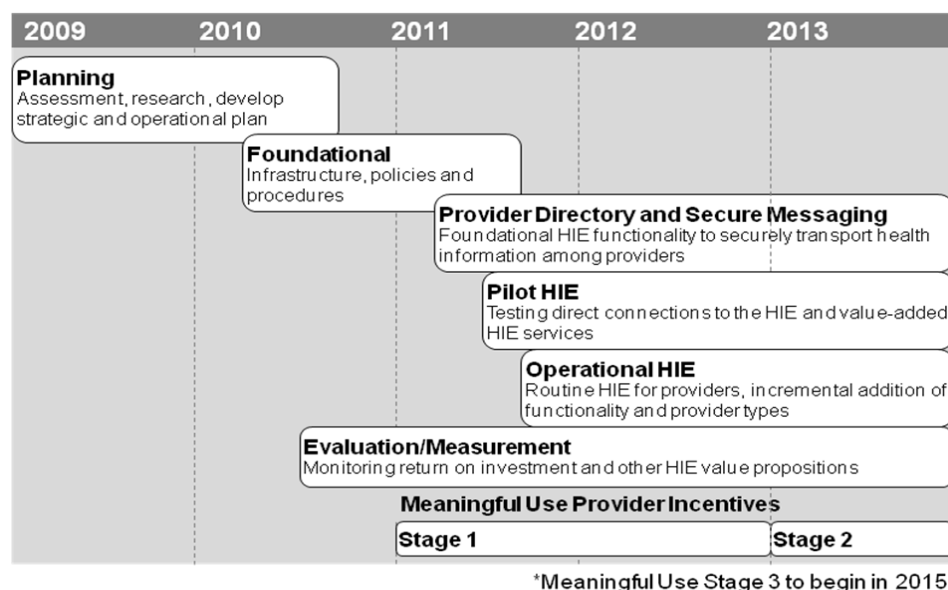 2009 2010 2011 2012 2013
Planning
Assessment, research, develop
strategic and operational plan
Foundational
Infrastructure, policies and
procedures
Provider Directory and Secure Messaging
Foundational HIE functionality to securely transport health
information among providers
Pilot HIE
Testing direct connections to the HIE and value-added
HIE services
Operational HIE
Routine HIE for providers, incremental addition of
functionality and provider types
Evaluation/Measurement
Monitoring return on investment and other HIE value propositions
Meaningful Use Provider Incentives
Stage 1 Stage 2
*Meaningful Use Stage 3 to begin in 2015